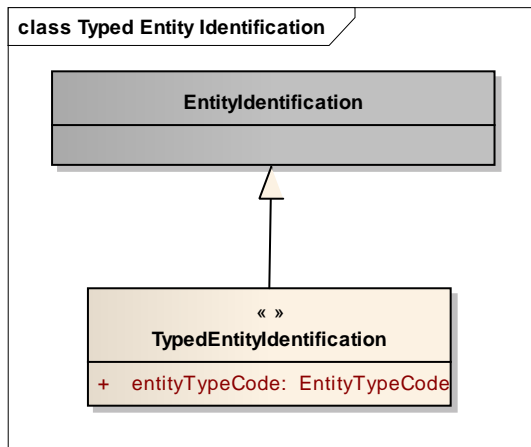 class Typed Entity Identification
EntityIdentification
« »
TypedEntityIdentification
+ entityTypeCode: EntityTypeCode